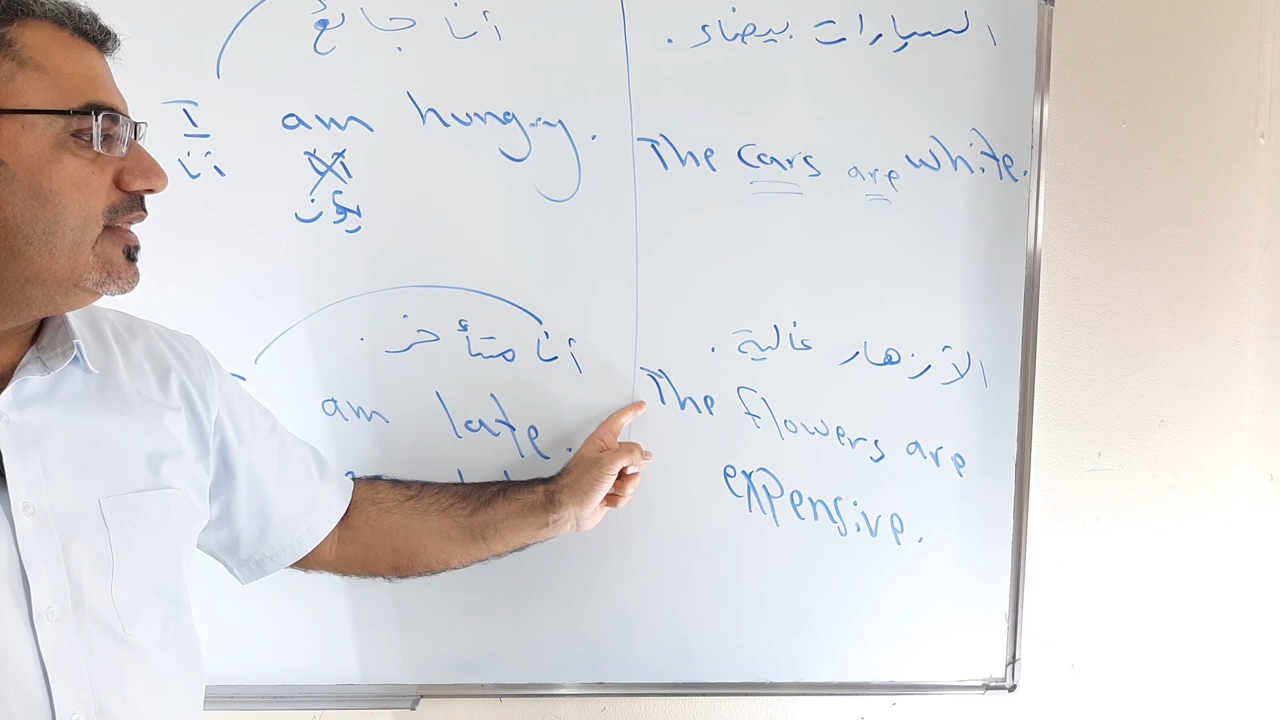 أنا جائع
I am hungry.
أنا
يكون
أنا متأخر.
am late.
السيارات بيضاء.
The cars are white.
الأزهار غالية.
The flowers are
expensive.